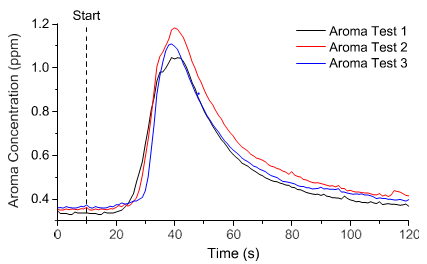 Start
Aroma Test 1
Aroma Test 2
Aroma Test 3
Aroma Concentration (ppm)
1.2
1.0
0.8
0.6
0.4
0 20 40 60 80 100 120
Time (s)